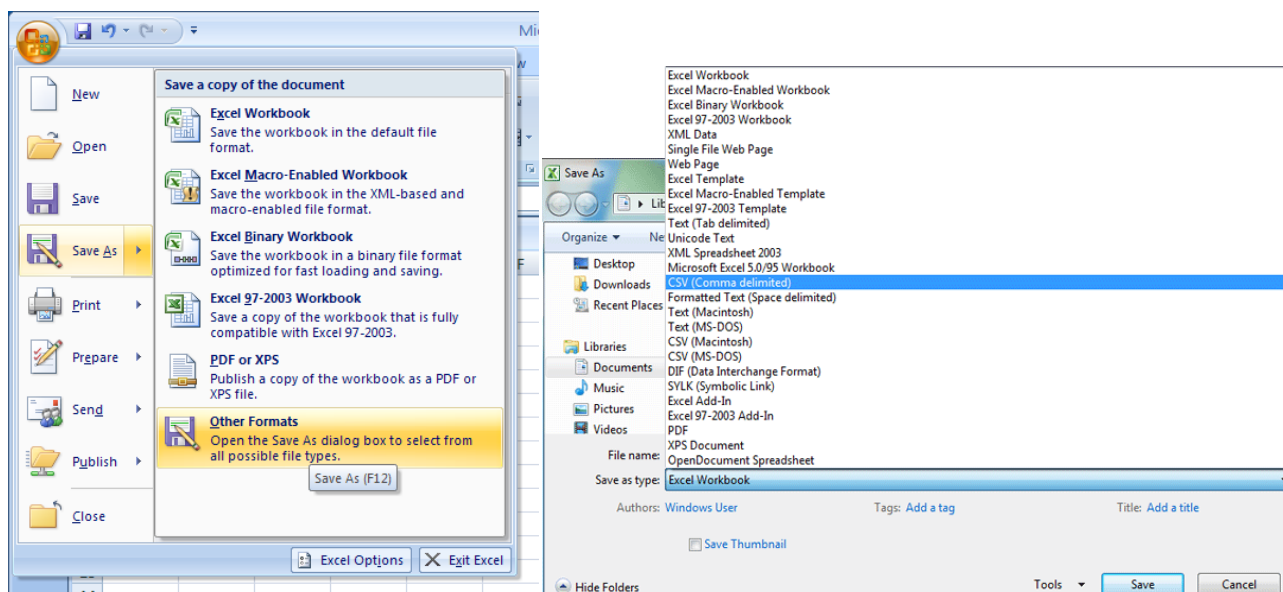 Mi
New
Open
Save
Save As
Print
Prepare
Send
Publish
Close
Save a copy of the document
Excel Workbook
Save the workbook in the default file
format.
Excel Macro-Enabled Workbook
Save the workbook in the XML-based and
macro-enabled file format.
Excel Binary Workbook
Save the workbook in a binary file format
optimized for fast loading and saving.
Excel 97-2003 Workbook
Save a copy of the workbook that is fully
compatible with Excel 97-2003.
PDF or XPS
Publish a copy of the workbook as a PDF or
XPS file.
Other Formats
Open the Save As dialog box to select from
all possible file types.
Save As (F12)
Excel Options
Exit Excel
w
F
Save As
Lib
Organize
Ne
Desktop
Downloads
Recent Places
Libraries
Documents
Music
Pictures
Videos
Excel Workbook
Excel Macro-Enabled Workbook
Excel Binary Workbook
Excel 97-2003 Workbook
XML Data
Single File Web Page
Web Page
Excel Template
Excel Macro-Enabled Template
Excel 97-2003 Template
Text (Tab delimited)
Unicode Text
XML Spreadsheet 2003
Microsoft Excel 5.0/95 Workbook
CSV (Comma delimited)
Formatted Text (Space delimited)
Text (Macintosh)
Text (MS-DOS)
CSV (Macintosh)
CSV (MS-DOS)
DIF (Data Interchange Format)
SYLK (Symbolic Link)
Excel Add-In
Excel 97-2003 Add-In
PDF
XPS Document
OpenDocument Spreadsheet
File name:
Save as type: Excel Workbook
Authors: Windows User Tags: Add a tag Title: Add a title
Save Thumbnail
Hide Folders Tools Save Cancel